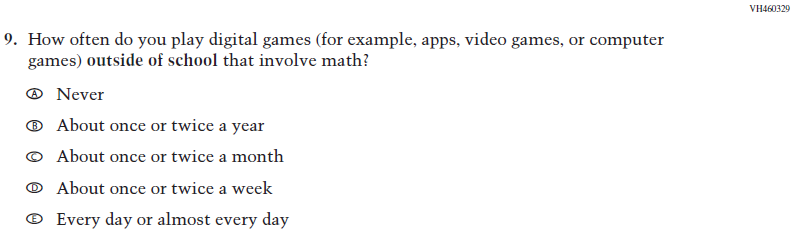 VH460329
9. How often do you play digital games (for example, apps, video games, or computer
games) outside of school that involve math?
A Never
B About once or twice a year
C About once or twice a month
D About once or twice a week
E Every day or almost every day